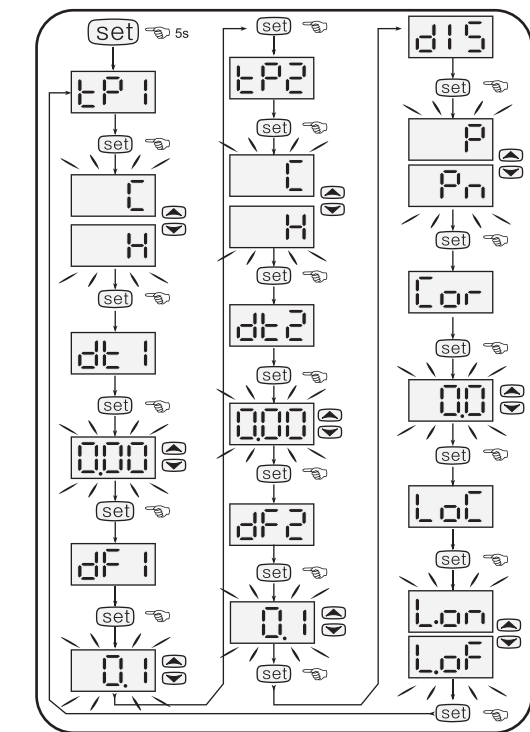 set 5s
tP1
set
C
H
set
dt1
set
0.00
set
dF1
set
0.1
set
tP2
set
C
H
set
dt2
set
0.00
set
dF2
set
0.1
set
dIS
set
P
Pn
set
Cor
set
0.0
set
LoC
set
L.on
L.oF
set